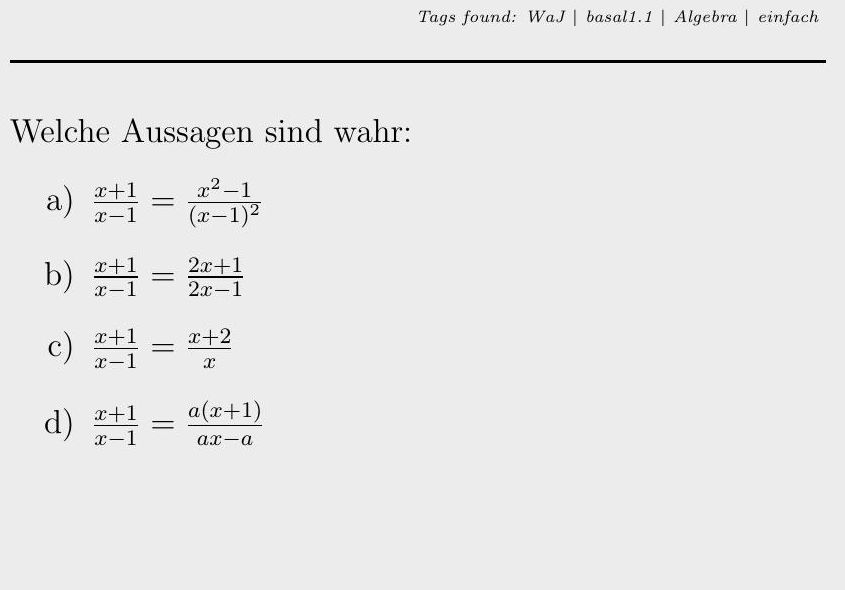 Tags found: WaJ | basal1.1 | Algebra | einfach
Welche Aussagen sind wahr:
a) \frac{x+1}{x-1} = \frac{x^2-1}{(x-1)^2}
b) \frac{x+1}{x-1} = \frac{2x+1}{2x-1}
c) \frac{x+1}{x-1} = \frac{x+2}{x}
d) \frac{x+1}{x-1} = \frac{a(x+1)}{ax-a}